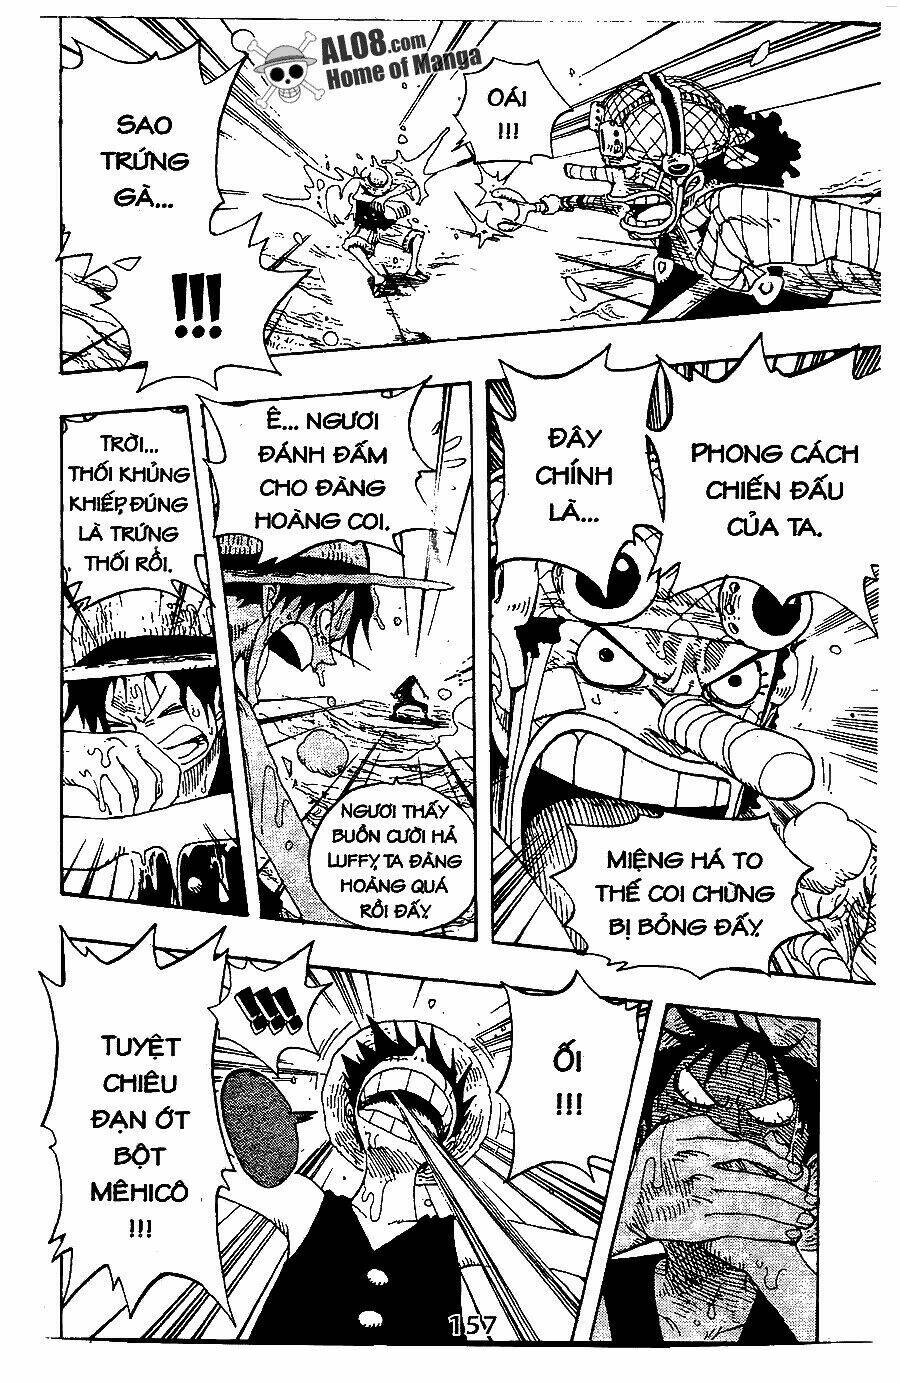 AL08.com
Home of Manga
OÁI
!!!
SAO
TRỨNG
GÀ...
!!!
PHONG CÁCH
CHIẾN ĐẤU
CỦA TA.
ĐÂY
CHÍNH
LÀ...
MIỆNG HÁ TO
THẾ COI CHỪNG
BỊ BỎNG ĐẤY.
Ê... NGƯƠI
ĐÁNH ĐẤM
CHO ĐÀNG
HOÀNG COI.
NGƯƠI THẤY
BUỒN CƯỜI HẢ
LUFFY, TA ĐÀNG
HOÀNG QUÁ
RỒI ĐẤY.
TRỜI...
THỐI KHỦNG
KHIẾP, ĐÚNG
LÀ TRỨNG
THỐI RỒI.
ỐI
!!!
!!!
TUYỆT
CHIÊU
ĐẠN ỚT
BỘT
MÊHICÔ
!!!
157